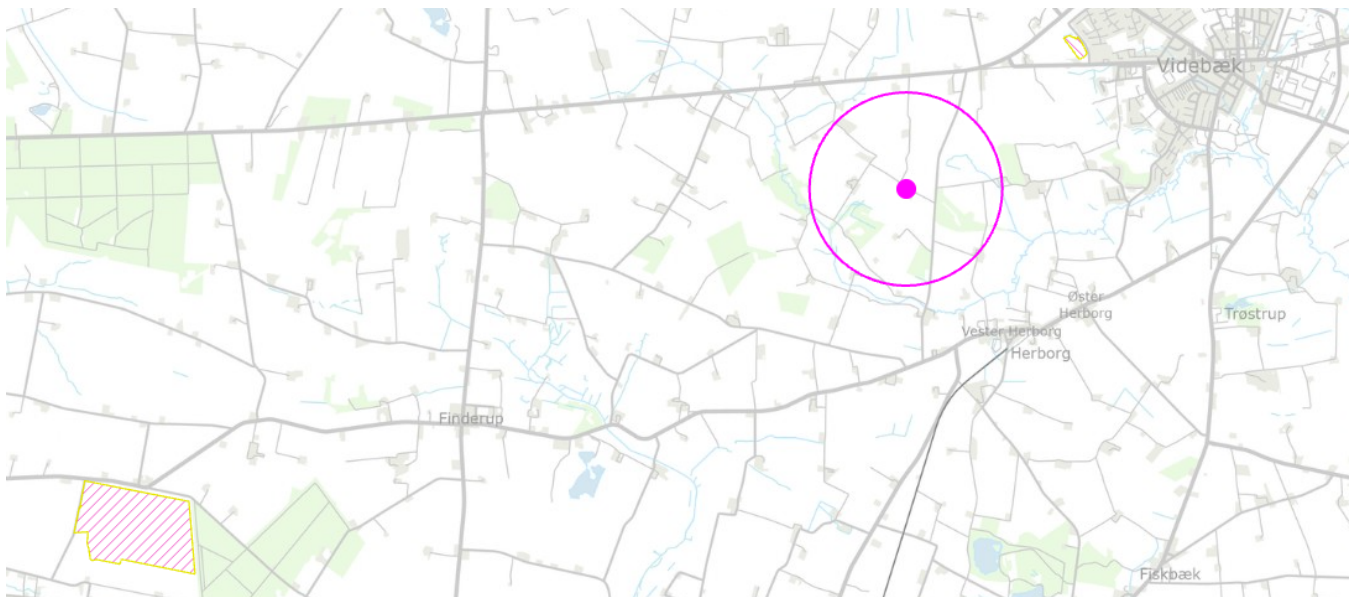 Videbæk
Øster
Herborg
Trøstrup
Vester Herborg
Herborg
Finderup
Fiskbæk